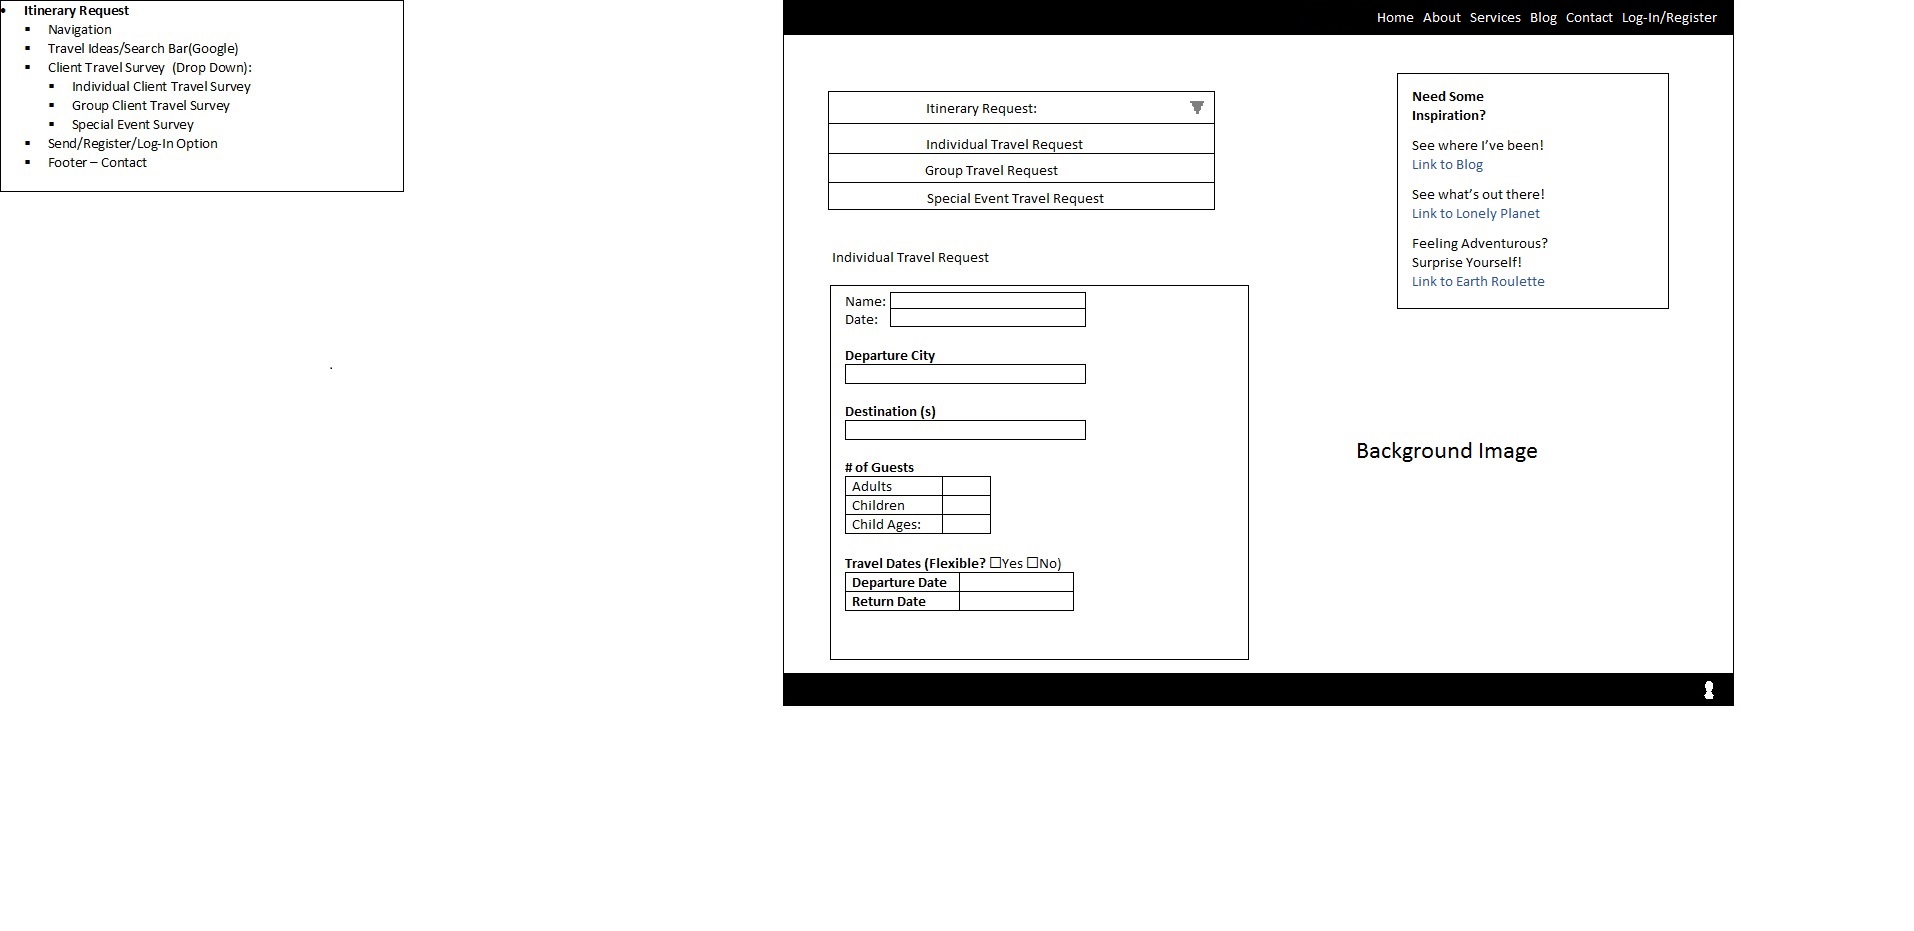 Itinerary Request
Navigation
Travel Ideas/Search Bar(Google)
Client Travel Survey (Drop Down):
Individual Client Travel Survey
Group Client Travel Survey
Special Event Survey
Send/Register/Log-In Option
Footer – Contact
Home About Services Blog Contact Log-In/Register
Itinerary Request:
Individual Travel Request
Group Travel Request
Special Event Travel Request
Need Some
Inspiration?
See where I've been!
Link to Blog
See what's out there!
Link to Lonely Planet
Feeling Adventurous?
Surprise Yourself!
Link to Earth Roulette
Individual Travel Request
Name:
Date:
Departure City
Destination (s)
# of Guests
Adults
Children
Child Ages:
Travel Dates (Flexible? ☐Yes ☐No)
Departure Date
Return Date
Background Image